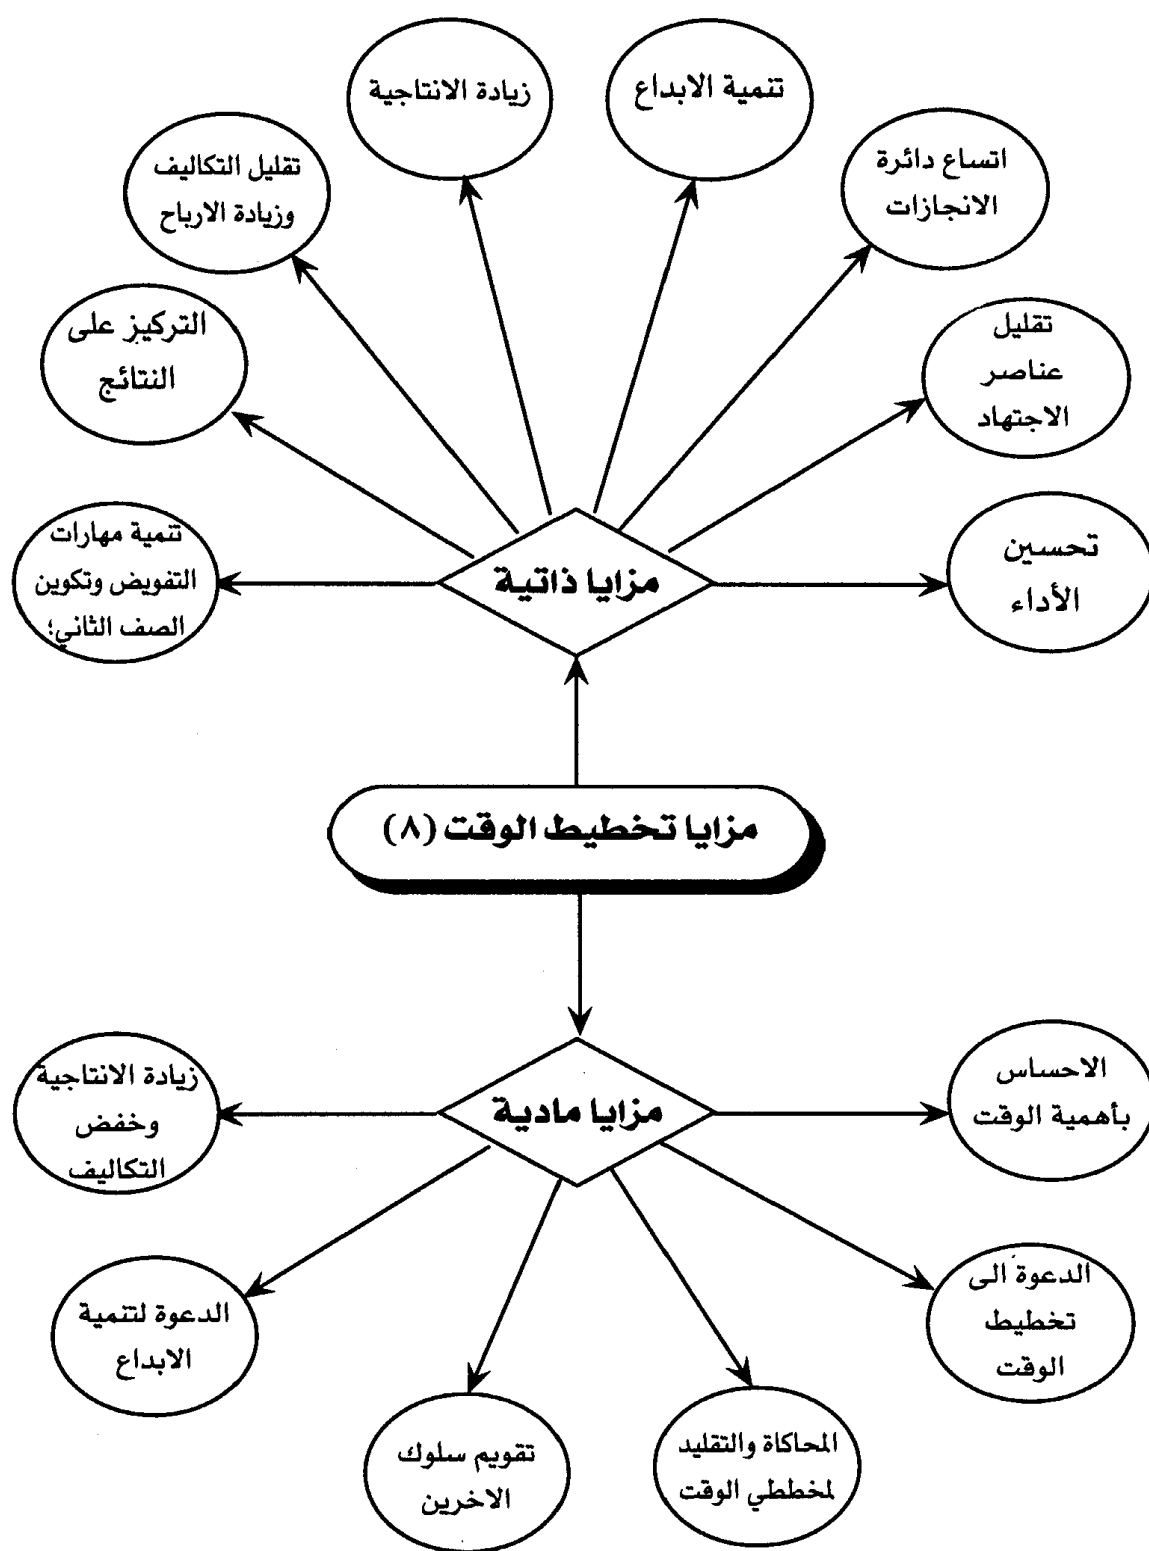 زيادة الانتاجية
تنمية الابداع
تقليل التكاليف
وزيادة الارباح
اتساع دائرة
الانجازات
التركيز على
النتائج
تقليل
عناصر
الاجتهاد
تنمية مهارات
التفويض وتكوين
الصف الثاني؛
مزايا ذاتية
تحسين
الأداء
مزايا تخطيط الوقت (٨)
زيادة الانتاجية
وخفض
التكاليف
مزايا مادية
الاحساس
بأهمية الوقت
الدعوة لتنمية
الابداع
الدعوة الى
تخطيط
الوقت
تقويم سلوك
الاخرين
المحاكاة والتقليد
لمخططي الوقت